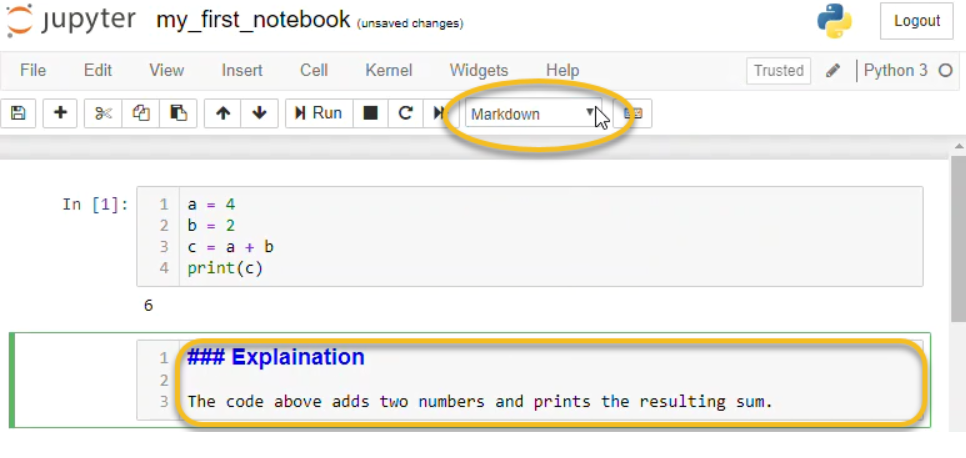 jupyter my_first_notebook (unsaved changes) Logout
File Edit View Insert Cell Kernel Widgets Help Trusted Python 3
Run Markdown
In [1]: 1 a = 4
2 b = 2
3 c = a + b
4 print(c)
6
1 ### Explaination
2
3 The code above adds two numbers and prints the resulting sum.